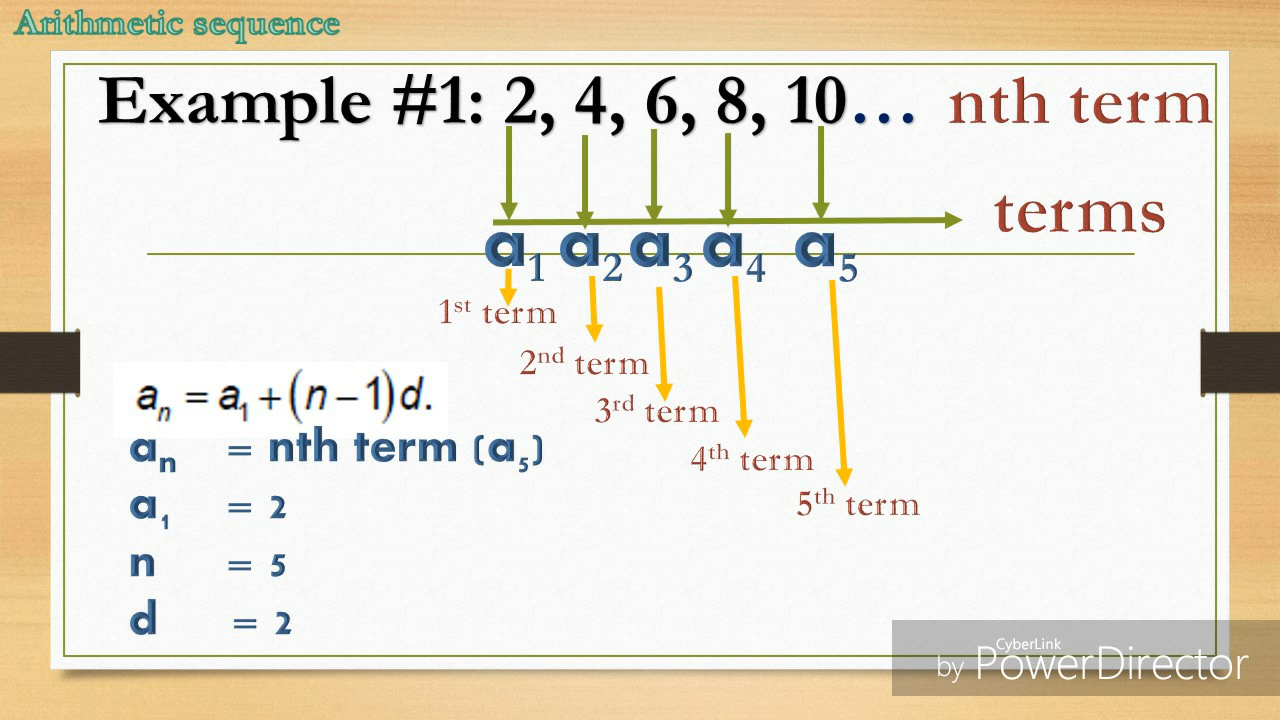 Arithmetic sequence
Example #1: 2, 4, 6, 8, 10… nth term
terms
a₁ a₂ a₃ a₄ a₅
1ˢᵗ term
2ⁿᵈ term
3ʳᵈ term
4ᵗʰ term
5ᵗʰ term
aₙ = a₁ + (n − 1)d.
aₙ = nth term (a₅)
a₁ = 2
n = 5
d = 2
CyberLink
by PowerDirector